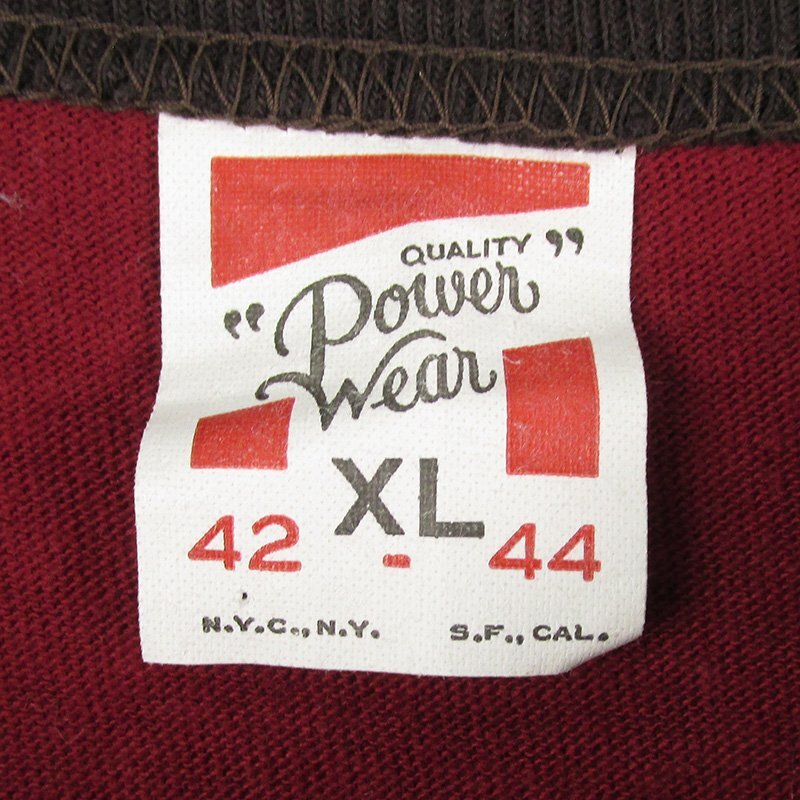 QUALITY
"Power"
Wear
XL
42 - 44
N.Y.C., N.Y. S.F., CAL.